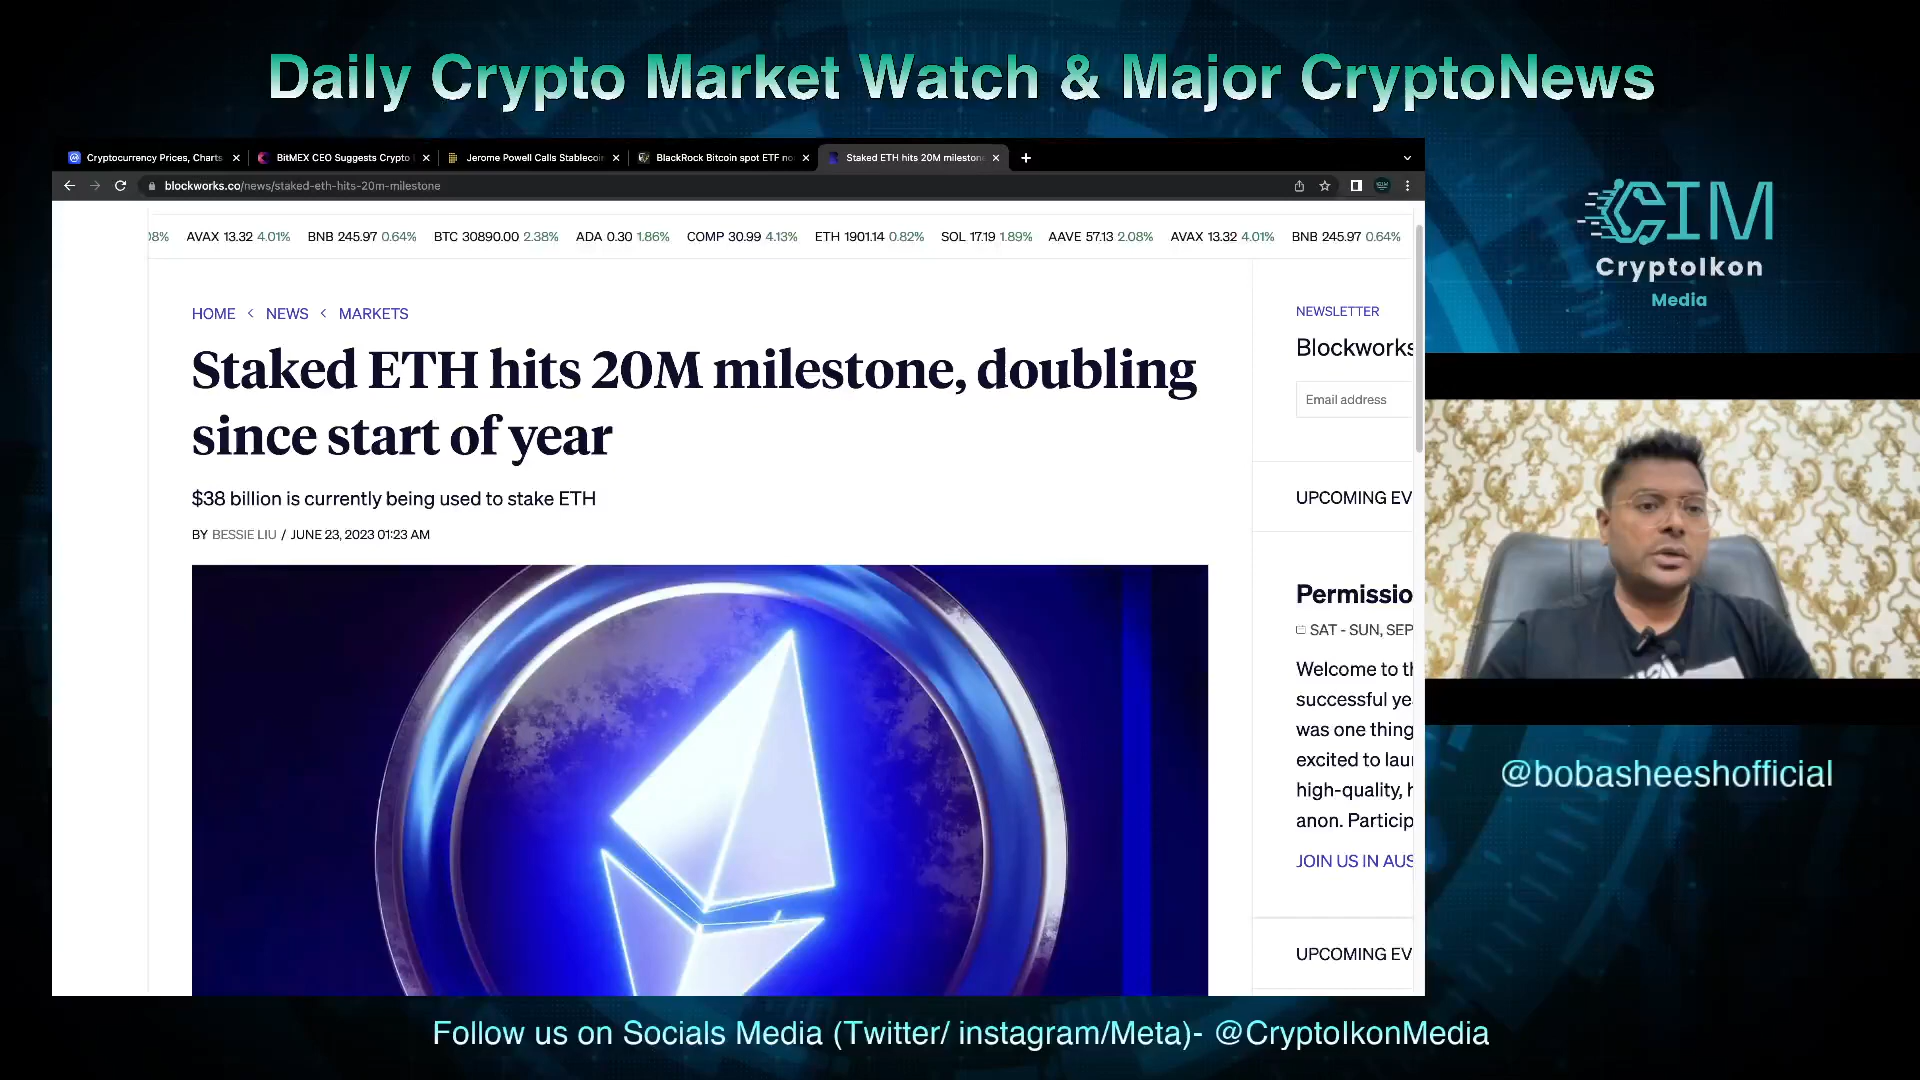 Daily Crypto Market Watch & Major CryptoNews
Cryptocurrency Prices, Charts
BitMEX CEO Suggests Crypto
Jerome Powell Calls Stablecoi
BlackRock Bitcoin spot ETF no
Staked ETH hits 20M milestone
blockworks.co/news/staked-eth-hits-20m-milestone
08% AVAX 13.32 4.01% BNB 245.97 0.64% BTC 30890.00 2.38% ADA 0.30 1.86% COMP 30.99 4.13% ETH 1901.14 0.82% SOL 17.19 1.89% AAVE 57.13 2.08% AVAX 13.32 4.01% BNB 245.97 0.64%
HOME < NEWS < MARKETS
Staked ETH hits 20M milestone, doubling
since start of year
$38 billion is currently being used to stake ETH
BY BESSIE LIU / JUNE 23, 2023 01:23 AM
NEWSLETTER
Blockworks
Email address
UPCOMING EV
Permissio
SAT - SUN, SEP
Welcome to th
successful ye
was one thing
excited to lau
high-quality, h
anon. Particip
JOIN US IN AUS
UPCOMING EV
CIM
CryptoIkon
Media
@bobasheeshofficial
Follow us on Socials Media (Twitter/ instagram/Meta)- @CryptoIkonMedia